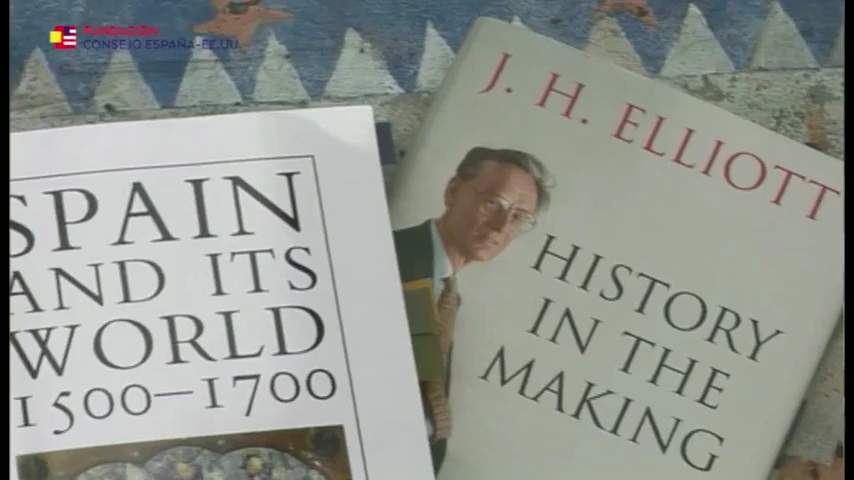 FUNDACIÓN
CONSEJO ESPAÑA-EE.UU.
SPAIN
AND ITS
WORLD
1500–1700
J. H. ELLIOTT
HISTORY
IN THE
MAKING